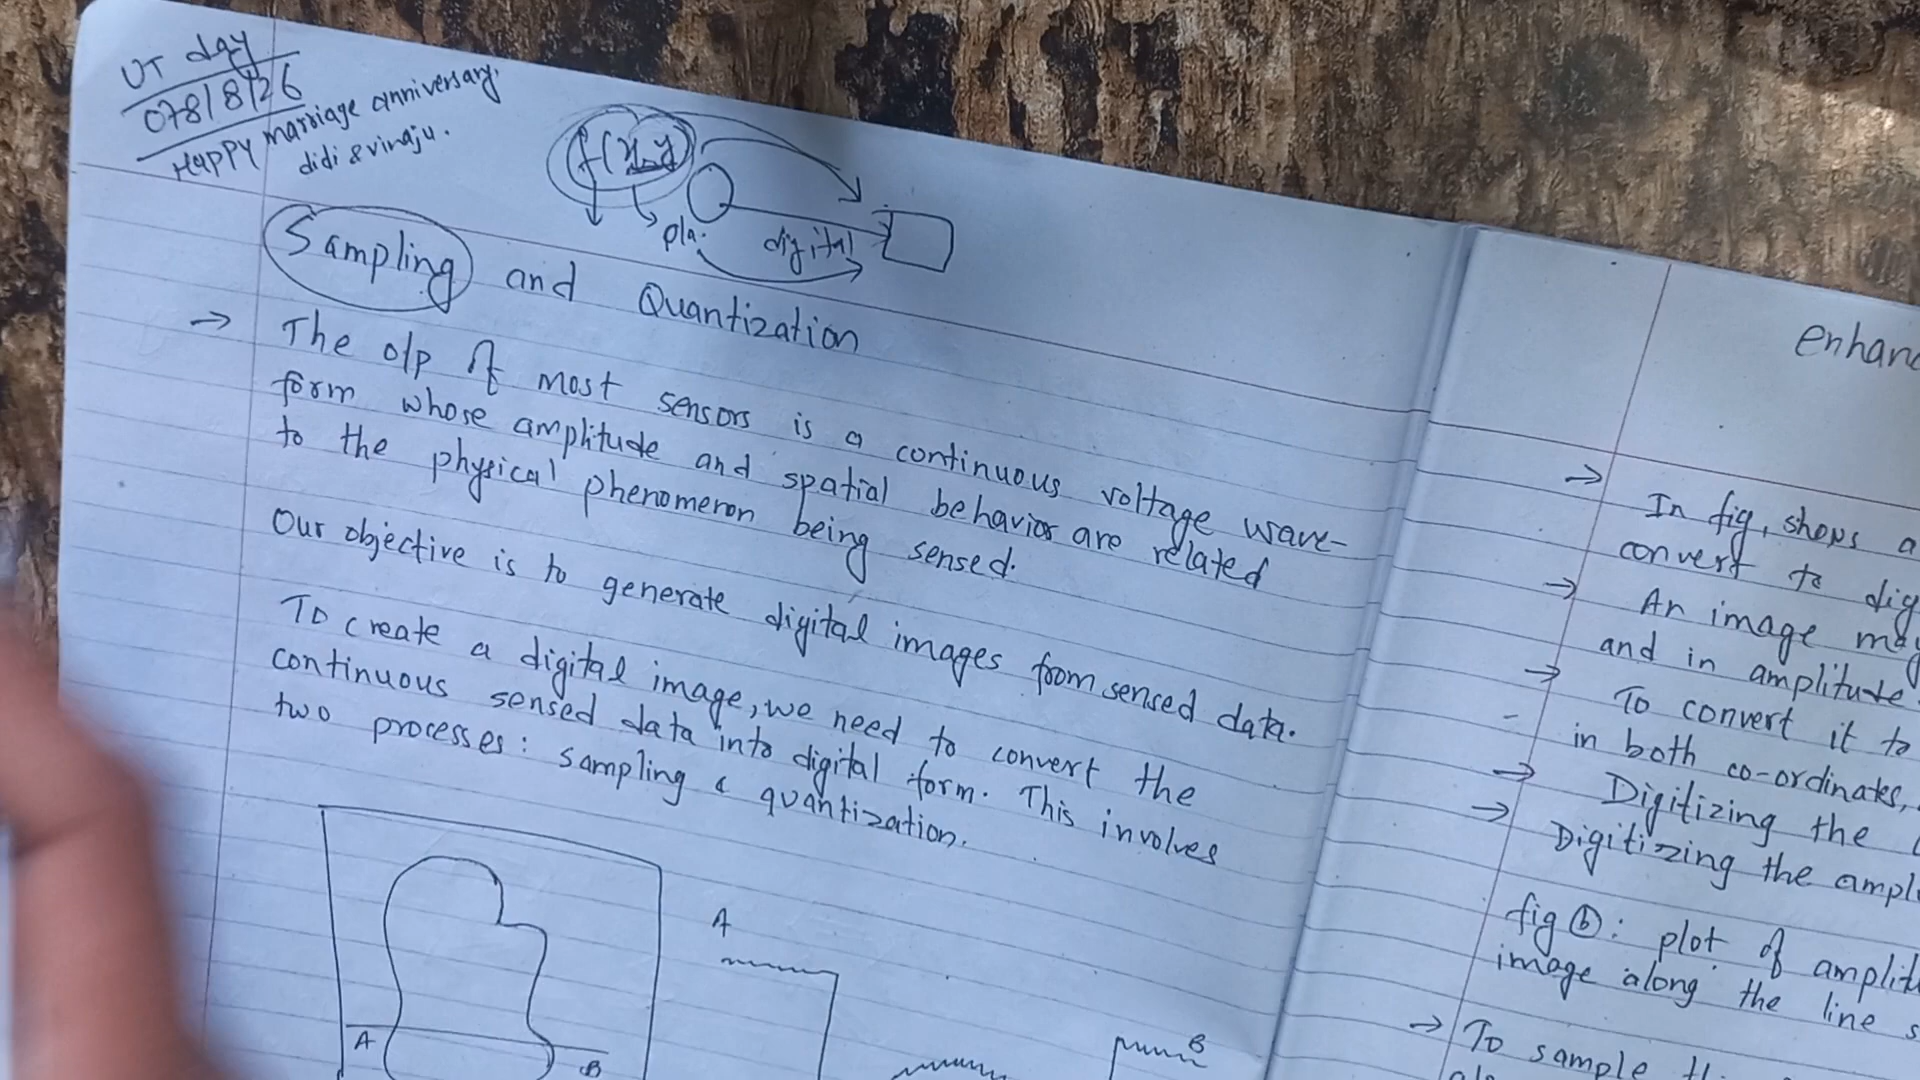 UT day
078/8/26
Happy marriage anniversary,
didi & vinaju.
f(x,y)
pla.
digital
Sampling and Quantization
→ The o/p of most sensors is a continuous voltage wave-
form whose amplitude and spatial behavior are related
to the physical phenomeron being sensed.
Our objective is to generate digital images from sensed data.
To create a digital image, we need to convert the
continuous sensed data into digital form. This involves
two processes: sampling & quantization.
A
A
B
B
enhanc
→ In fig, shows a
convert to dig
→ An image may
and in amplitude.
→ To convert it to
in both co-ordinates,
→ Digitizing the
→ Digitizing the ampl
fig ⓑ: plot of amplit
image along the line s
→ To sample th